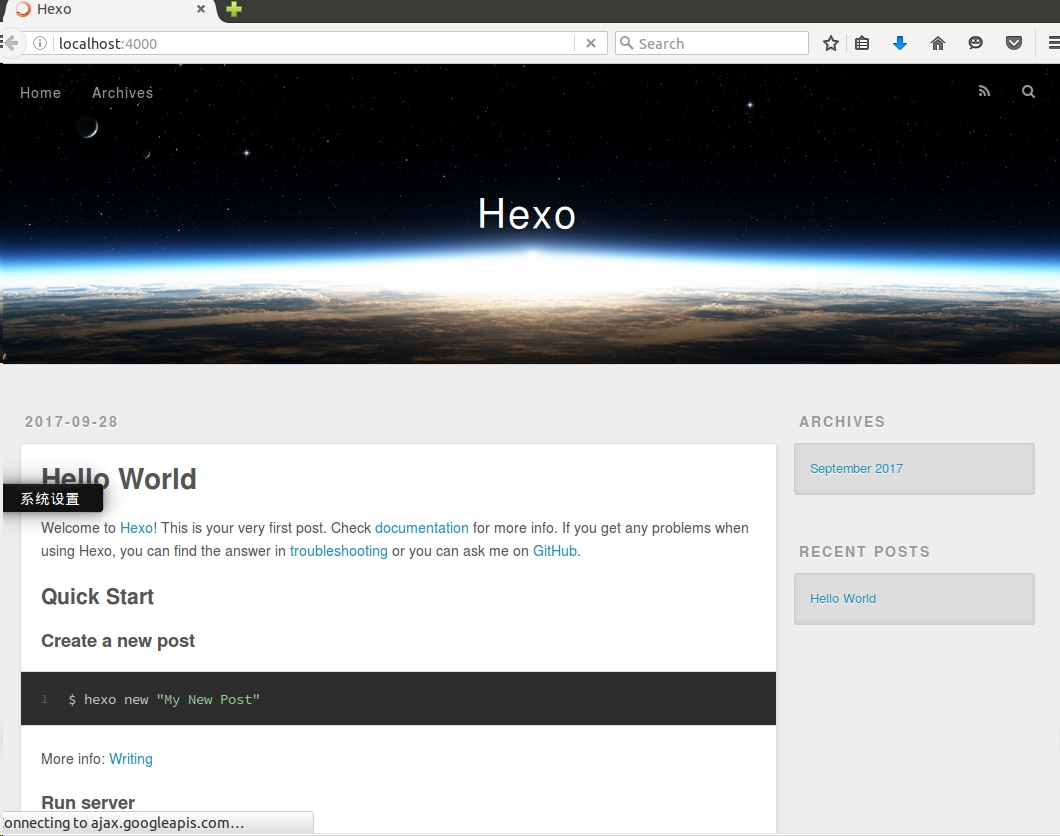 Hexo
localhost:4000
Search
Home Archives
Hexo
2017-09-28
Hello World
系统设置
Welcome to Hexo! This is your very first post. Check documentation for more info. If you get any problems when
using Hexo, you can find the answer in troubleshooting or you can ask me on GitHub.
Quick Start
Create a new post
1 $ hexo new "My New Post"
More info: Writing
Run server
onnecting to ajax.googleapis.com…
ARCHIVES
September 2017
RECENT POSTS
Hello World